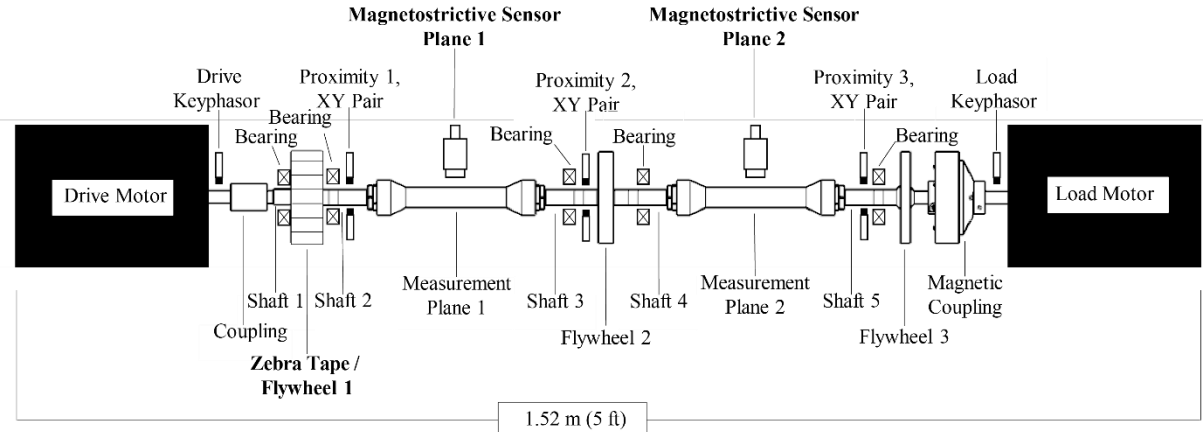 Magnetostrictive Sensor
Plane 1
Magnetostrictive Sensor
Plane 2
Drive
Keyphasor
Proximity 1,
XY Pair
Proximity 2,
XY Pair
Proximity 3,
XY Pair
Load
Keyphasor
Bearing
Bearing
Bearing
Bearing
Bearing
Drive Motor
Load Motor
Shaft 1
Shaft 2
Measurement
Plane 1
Shaft 3
Shaft 4
Measurement
Plane 2
Shaft 5
Magnetic
Coupling
Coupling
Flywheel 2
Flywheel 3
Zebra Tape /
Flywheel 1
1.52 m (5 ft)